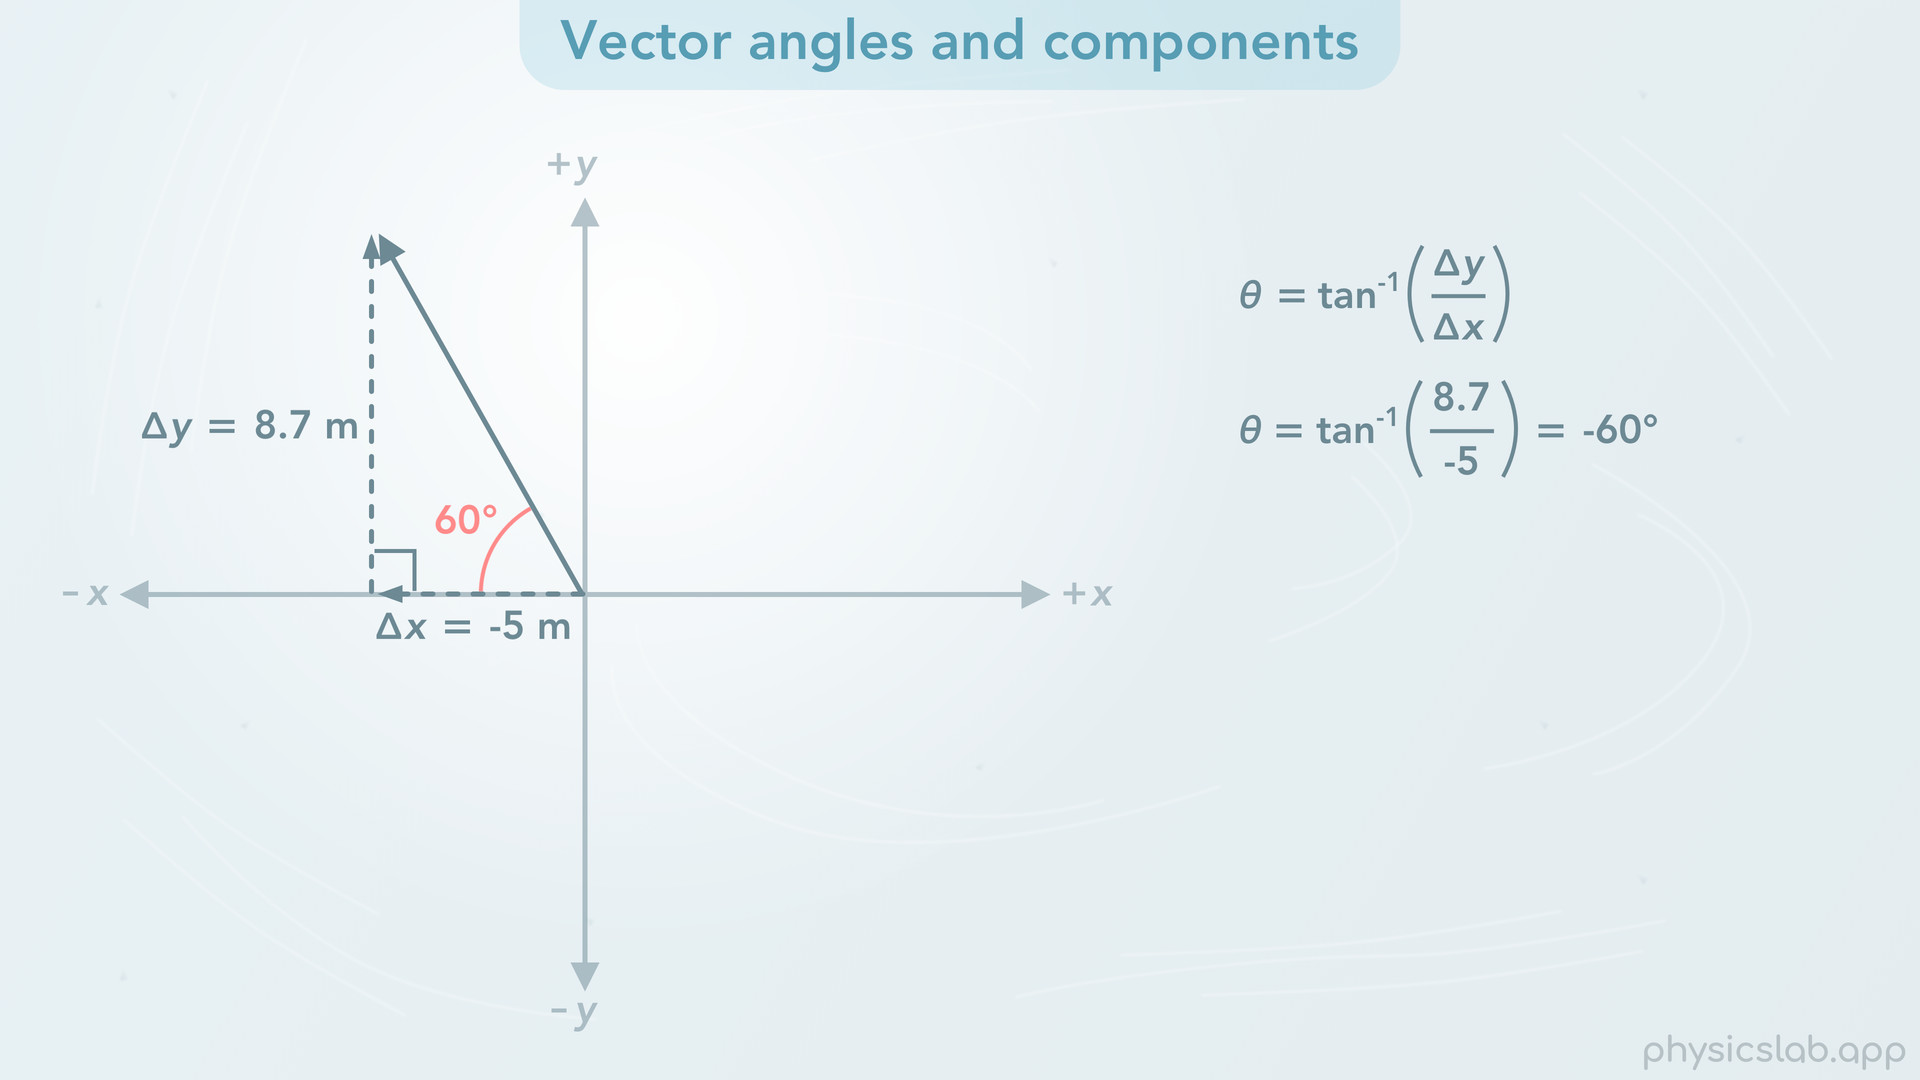 Vector angles and components
+y
θ = tan⁻¹(Δy/Δx)
θ = tan⁻¹(8.7/-5) = -60°
Δy = 8.7 m
60°
-x
+x
Δx = -5 m
-y
physicslab.app